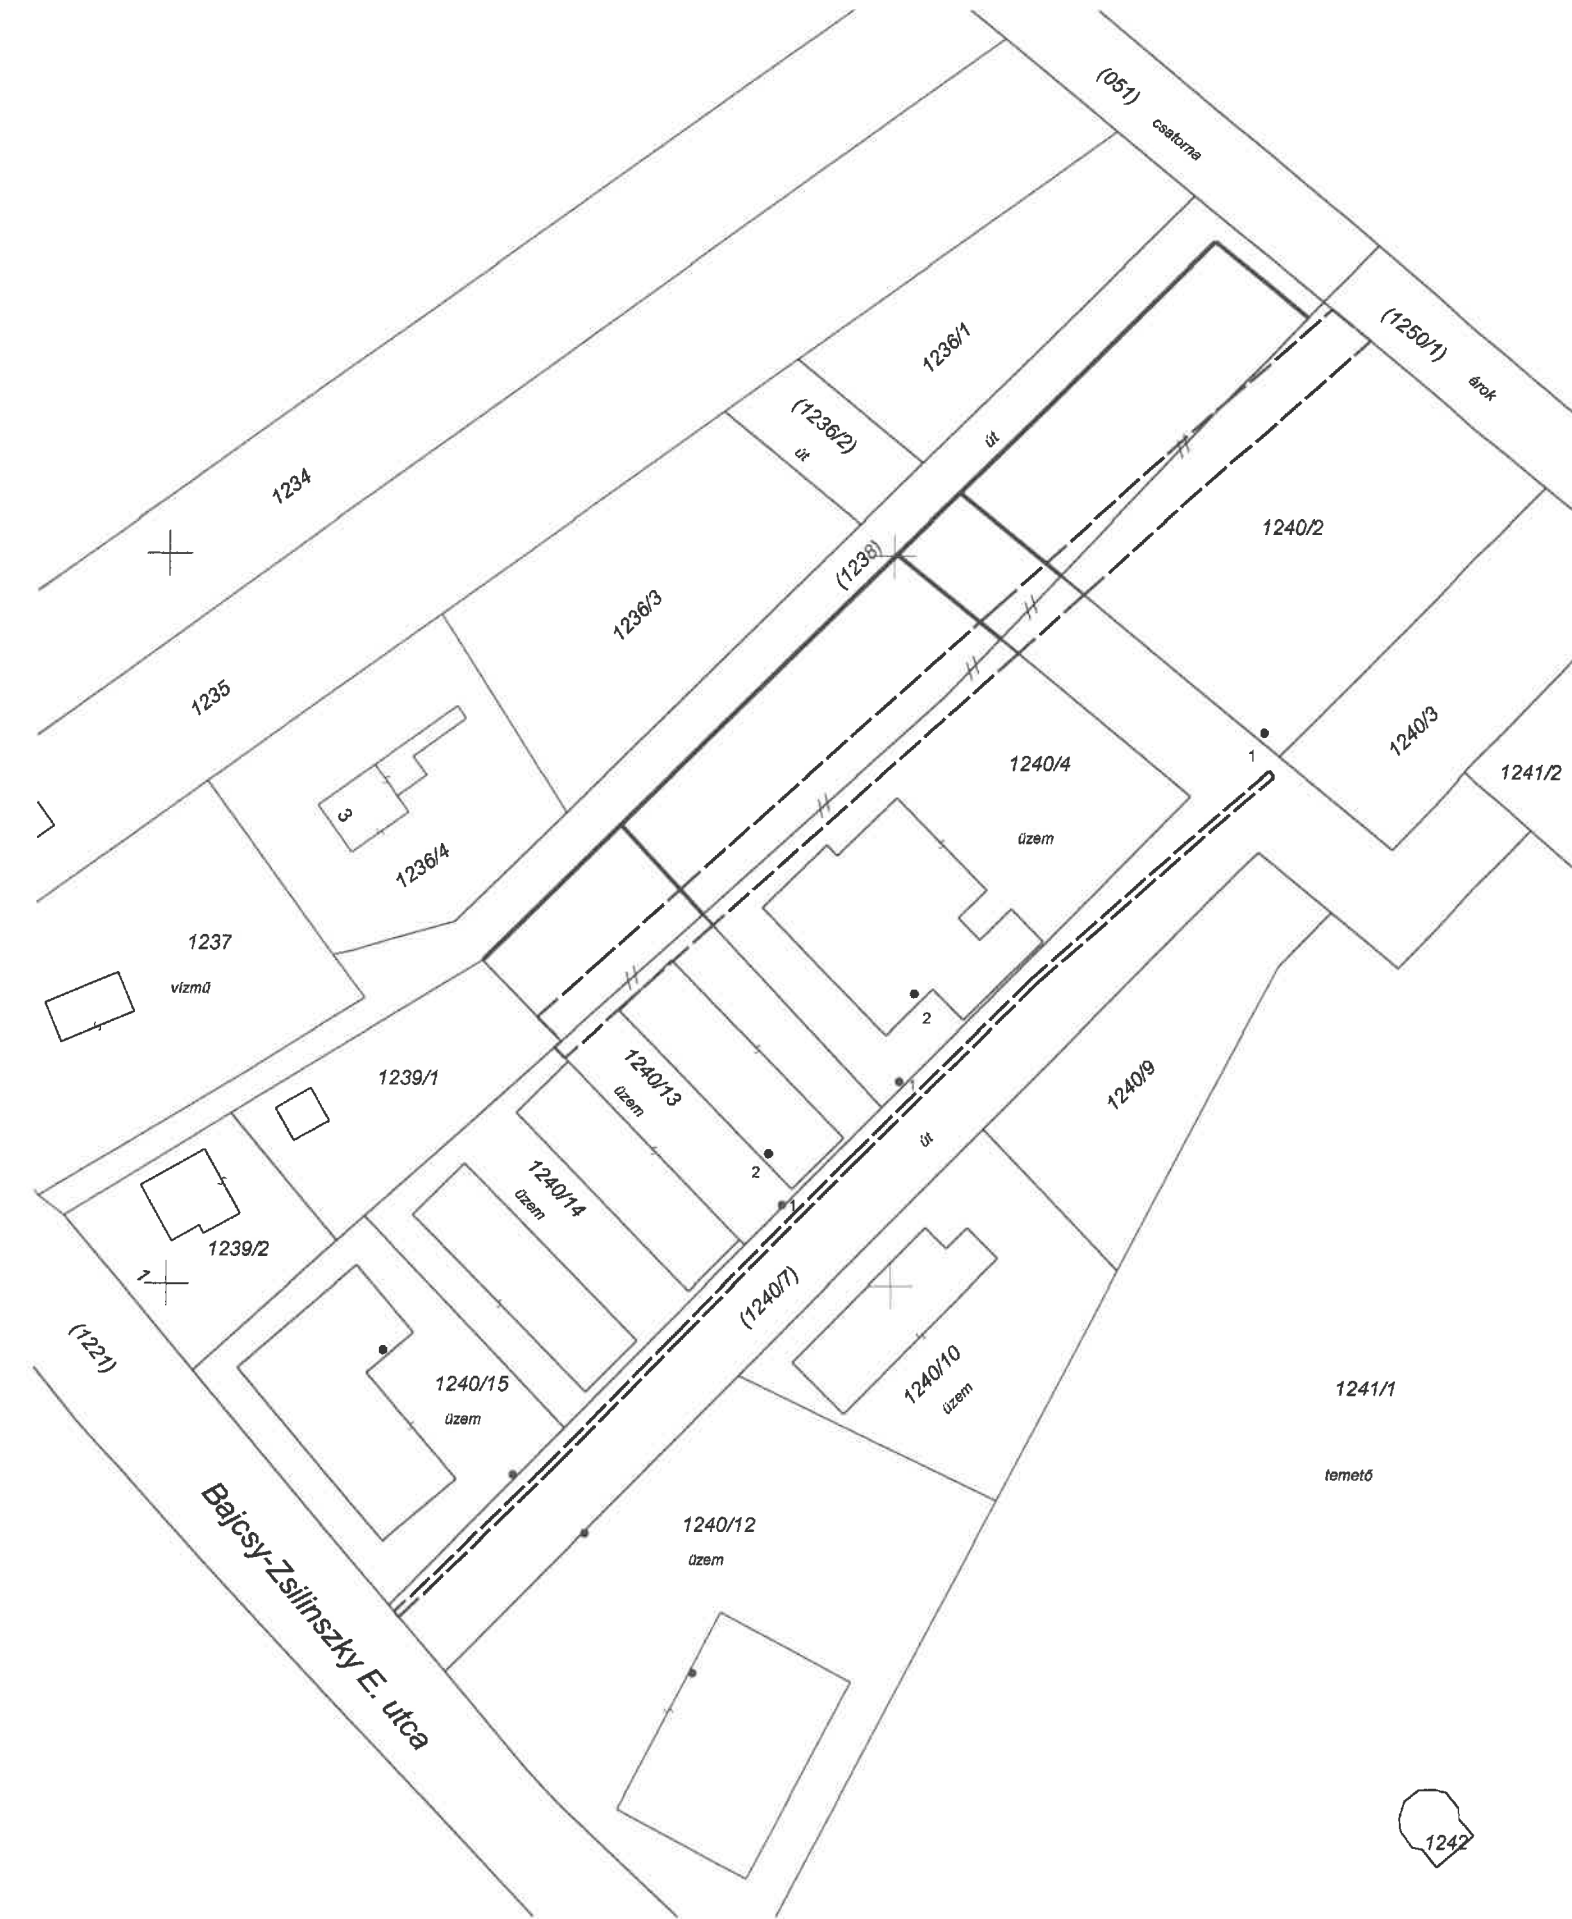 (051)
csatorna
(1250/1)
árok
1236/1
(1236/2)
út
út
1234
1240/2
(1238)
1236/3
1235
1240/3
1
1240/4
1241/2
3
üzem
1236/4
1237
vízmű
2
1240/13
üzem
1239/1
1
1240/9
út
2
1240/14
üzem
1
1239/2
1
(1240/7)
(1221)
1240/15
üzem
1240/10
üzem
1241/1
temető
Bajcsy-Zsilinszky E. utca
1240/12
üzem
1242